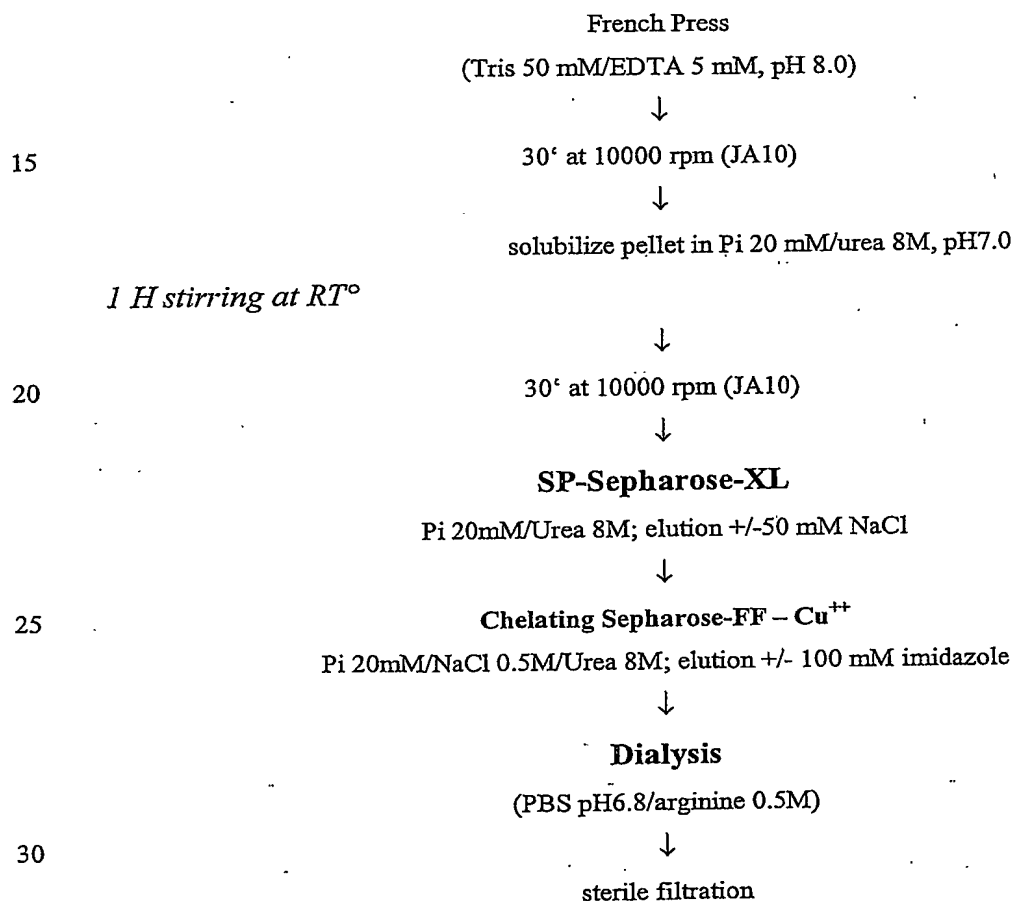 French Press
(Tris 50 mM/EDTA 5 mM, pH 8.0)
↓
15 30‘ at 10000 rpm (JA10)
↓
solubilize pellet in Pi 20 mM/urea 8M, pH7.0
1 H stirring at RT°
↓
20 30‘ at 10000 rpm (JA10)
↓
SP-Sepharose-XL
Pi 20mM/Urea 8M; elution +/-50 mM NaCl
↓
25 Chelating Sepharose-FF – Cu++
Pi 20mM/NaCl 0.5M/Urea 8M; elution +/- 100 mM imidazole
↓
Dialysis
(PBS pH6.8/arginine 0.5M)
↓
30
sterile filtration